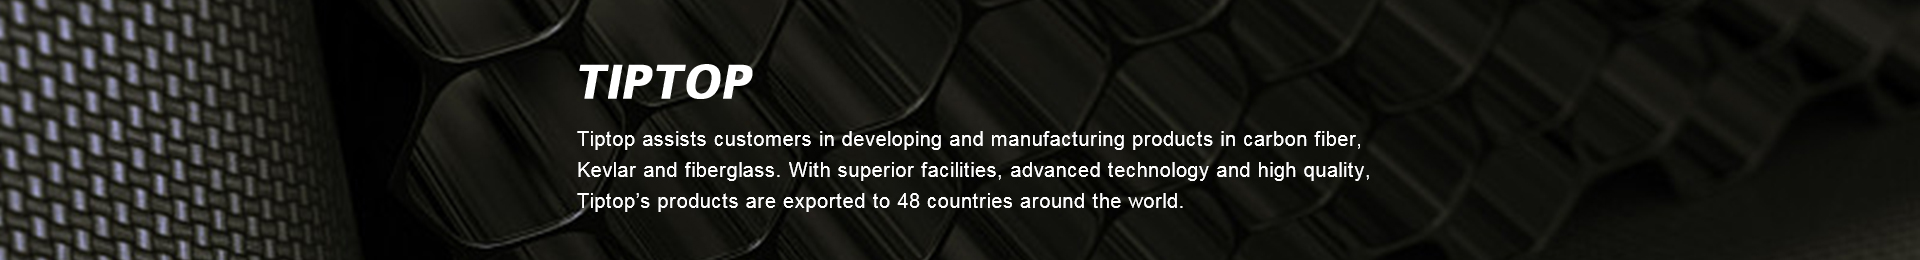 TIPTOP
Tiptop assists customers in developing and manufacturing products in carbon fiber,
Kevlar and fiberglass. With superior facilities, advanced technology and high quality,
Tiptop’s products are exported to 48 countries around the world.